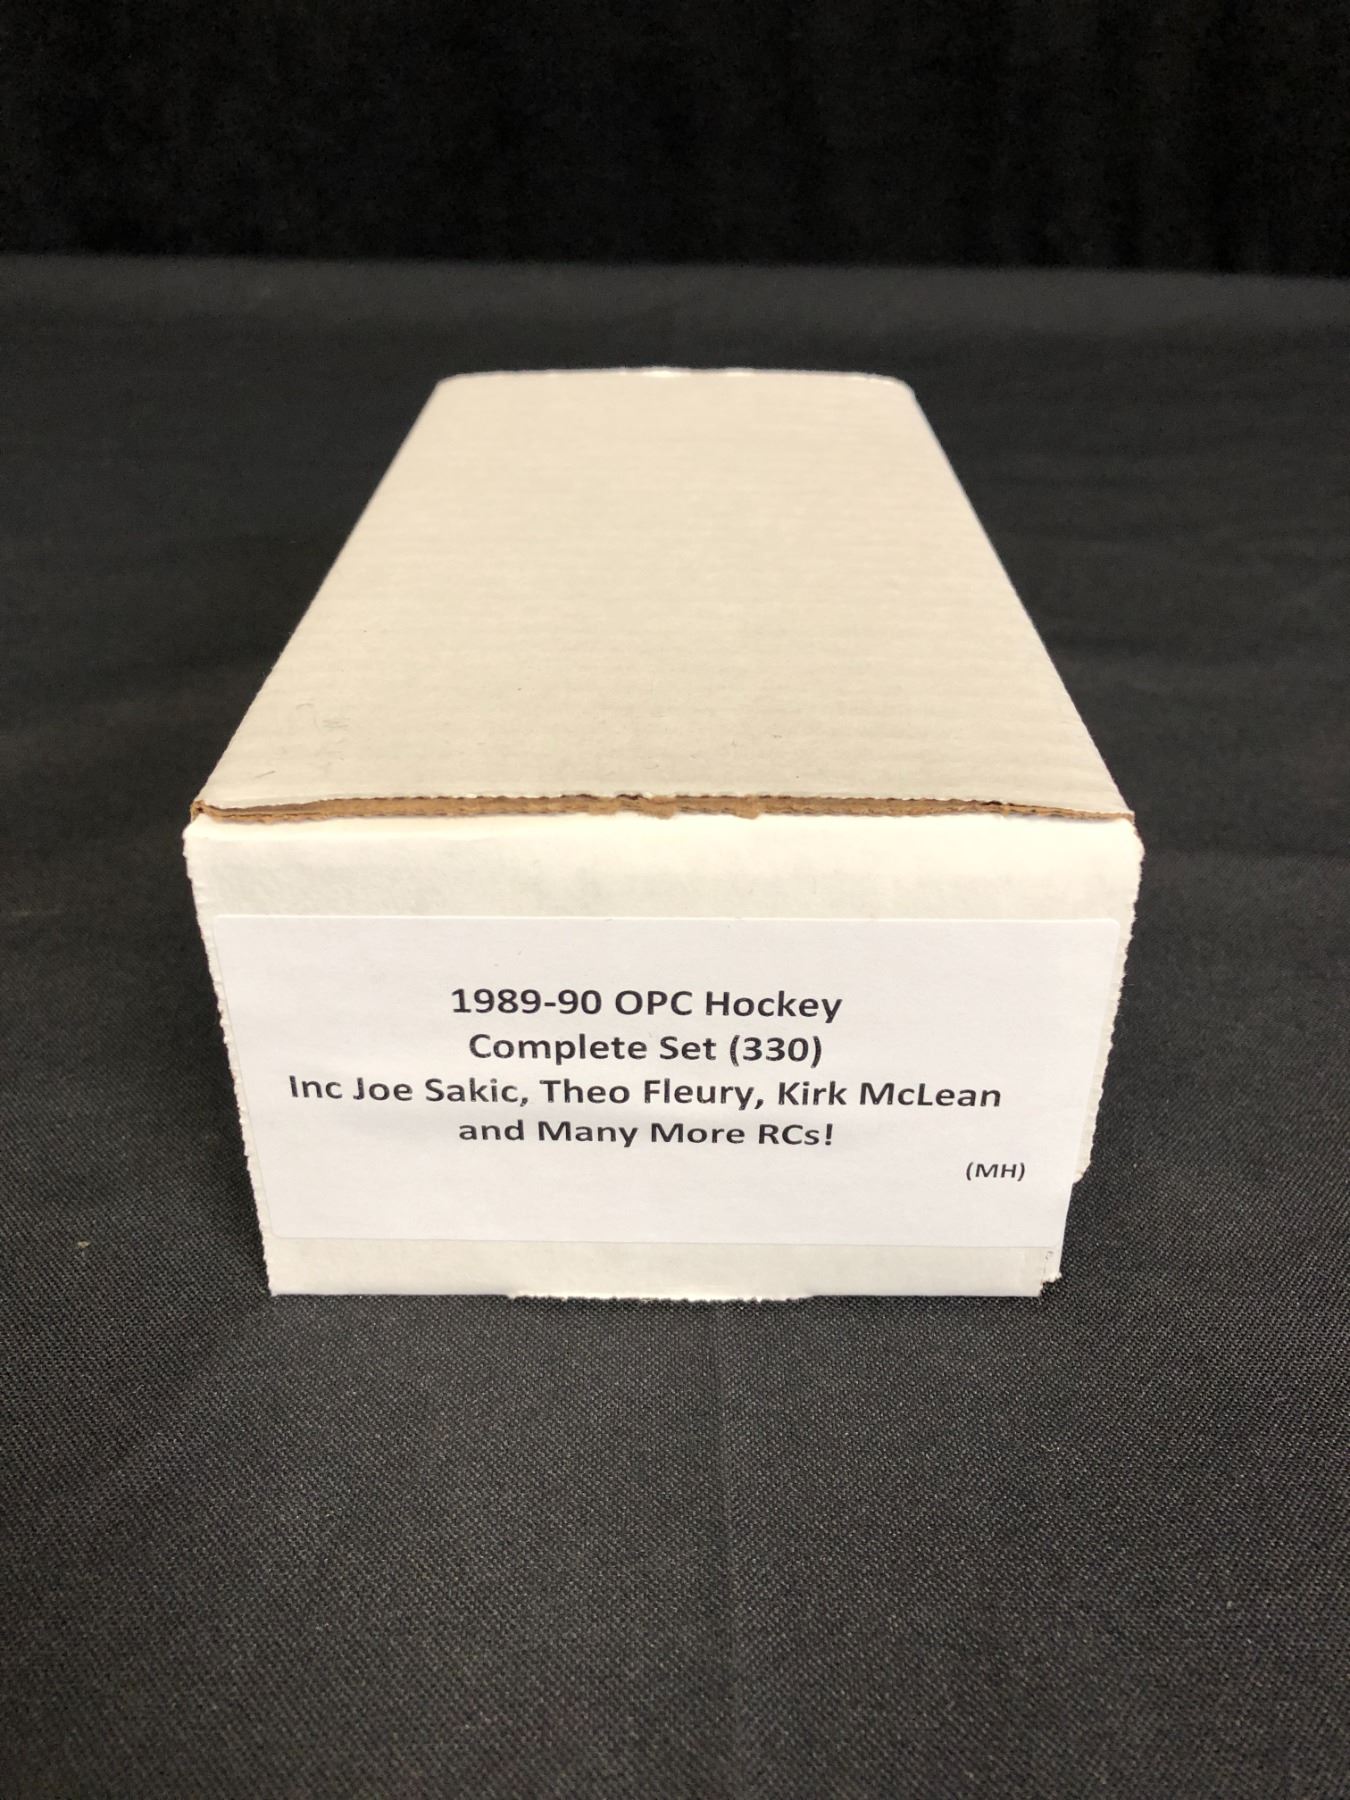 1989-90 OPC Hockey
Complete Set (330)
Inc Joe Sakic, Theo Fleury, Kirk McLean
and Many More RCs!
(MH)